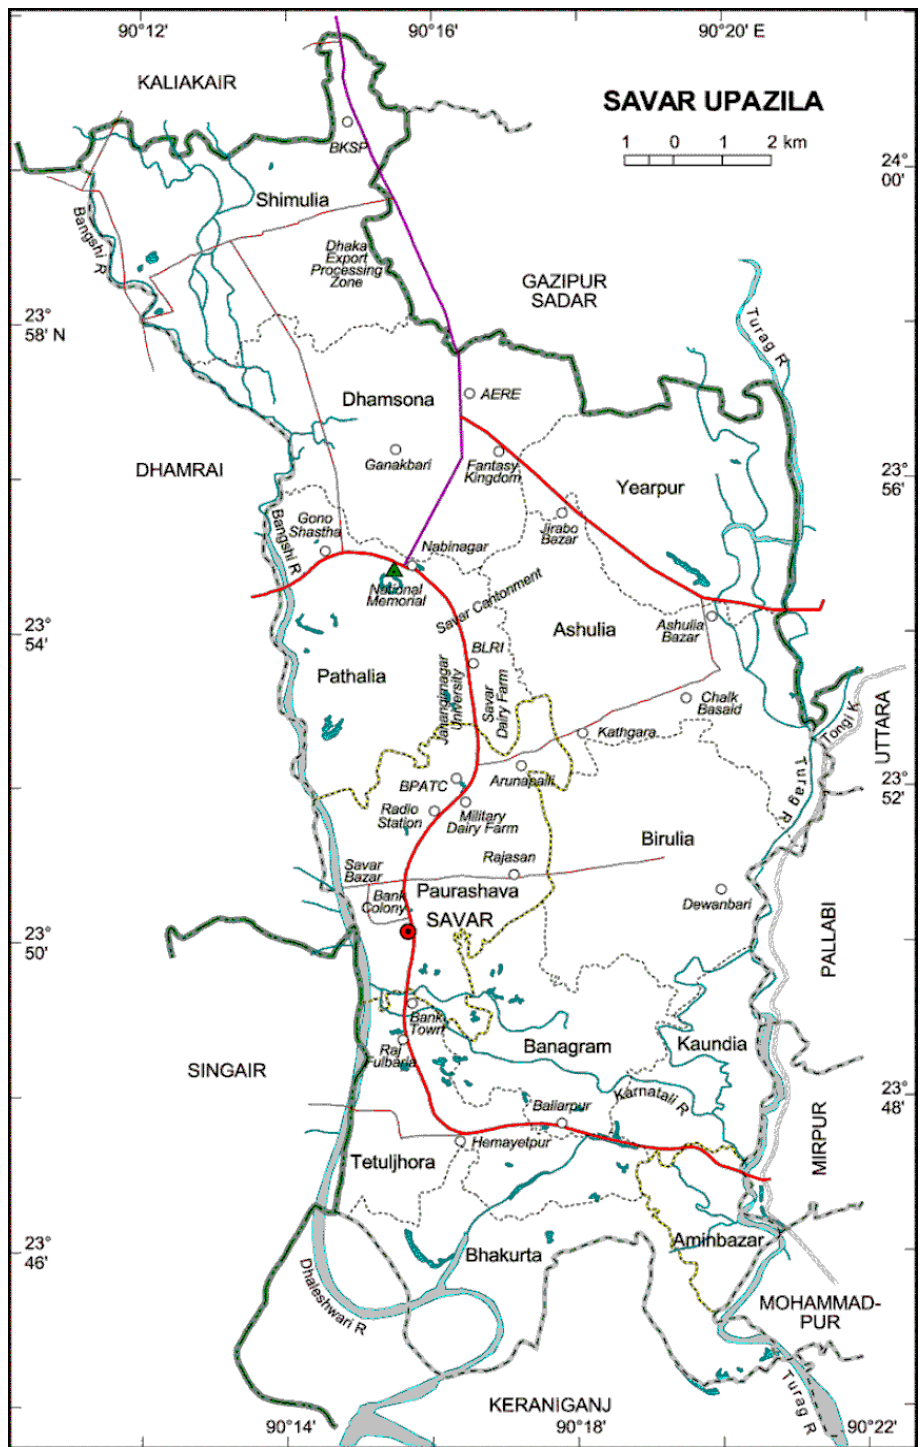 90°12'
90°16'
90°20' E
KALIAKAIR
SAVAR UPAZILA
1 0 1 2 km
BKSP
24°
00'
Shimulia
Bangshi R
Dhaka
Export
Processing
Zone
GAZIPUR
SADAR
23°
58' N
Turag R
Dhamsona
AERE
DHAMRAI
Ganakbari
Fantasy
Kingdom
Yearpur
23°
56'
Gono
Shastha
Bangshi R
Jirabo
Bazar
Nabinagar
National
Memorial
Savar Cantonment
23°
54'
Ashulia
Ashulia
Bazar
BLRI
Pathalia
Jahangirnagar
University
Savar
Dairy Farm
Chalk
Basaid
Kathgara
Tongi K
UTTARA
BPATC
Arunapalli
23°
52'
Turag R
Radio
Station
Military
Dairy Farm
Birulia
Savar
Bazar
Rajasan
Bank
Colony
Paurashava
SAVAR
Dewanbari
PALLABI
23°
50'
Bank
Town
Raj
Fulbaria
Banagram
Kaundia
SINGAIR
Karnatali R
23°
48'
Baliarpur
MIRPUR
Hemayetpur
Tetuljhora
Aminbazar
23°
46'
Bhakurta
Dhaleshwari R
MOHAMMAD-
PUR
KERANIGANJ
Turag R
90°14'
90°18'
90°22'